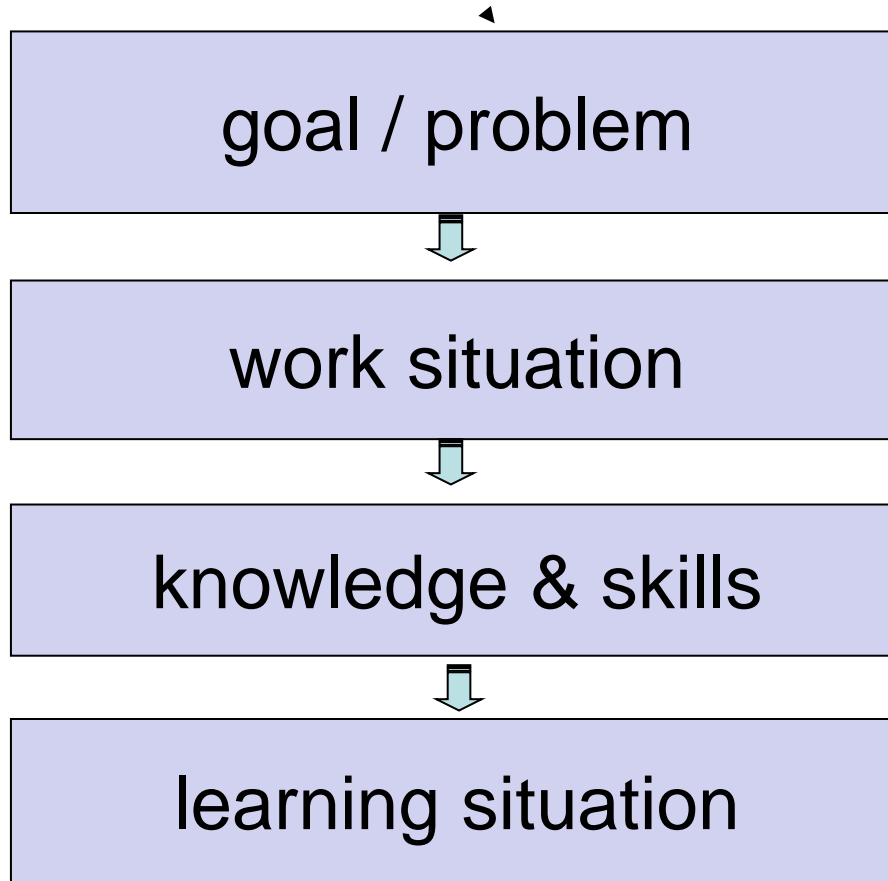 goal / problem
work situation
knowledge & skills
learning situation